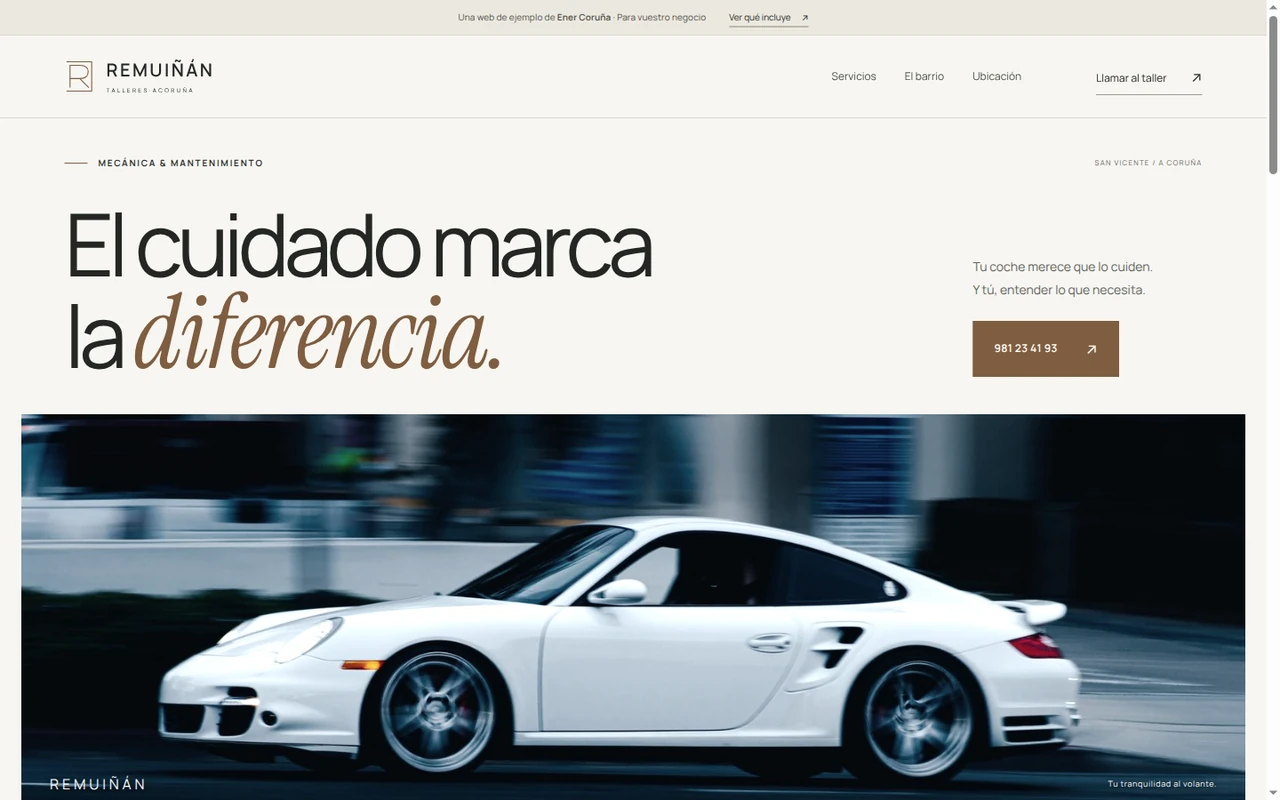 Una web de ejemplo de Ener Coruña · Para vuestro negocio
Ver qué incluye
REMUIÑÁN
TALLERES·ACORUÑA
Servicios
El barrio
Ubicación
Llamar al taller
MECÁNICA & MANTENIMIENTO
SAN VICENTE / A CORUÑA
El cuidado marca
la diferencia.
Tu coche merece que lo cuiden.
Y tú, entender lo que necesita.
981 23 41 93
REMUIÑÁN
Tu tranquilidad al volante.